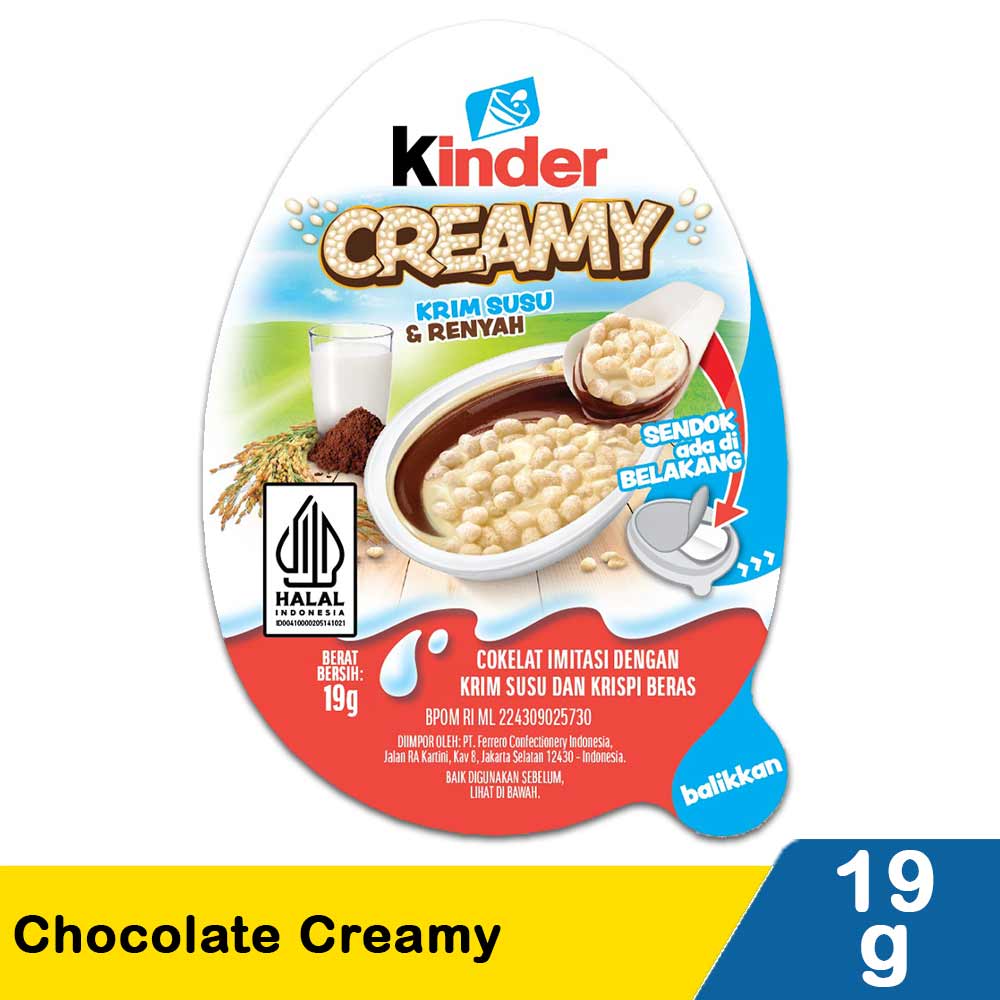 Kinder
CREAMY
KRIM SUSU
& RENYAH
SENDOK
ada di
BELAKANG
HALAL
INDONESIA
ID00410000205141021
BERAT
BERSIH:
19g
COKELAT IMITASI DENGAN
KRIM SUSU DAN KRISPI BERAS
BPOM RI ML 224309025730
DIIMPOR OLEH: PT. Ferrero Confectionery Indonesia,
Jalan RA Kartini, Kav 8, Jakarta Selatan 12430 - Indonesia.
BAIK DIGUNAKAN SEBELUM,
LIHAT DI BAWAH.
balikkan
Chocolate Creamy
19
g